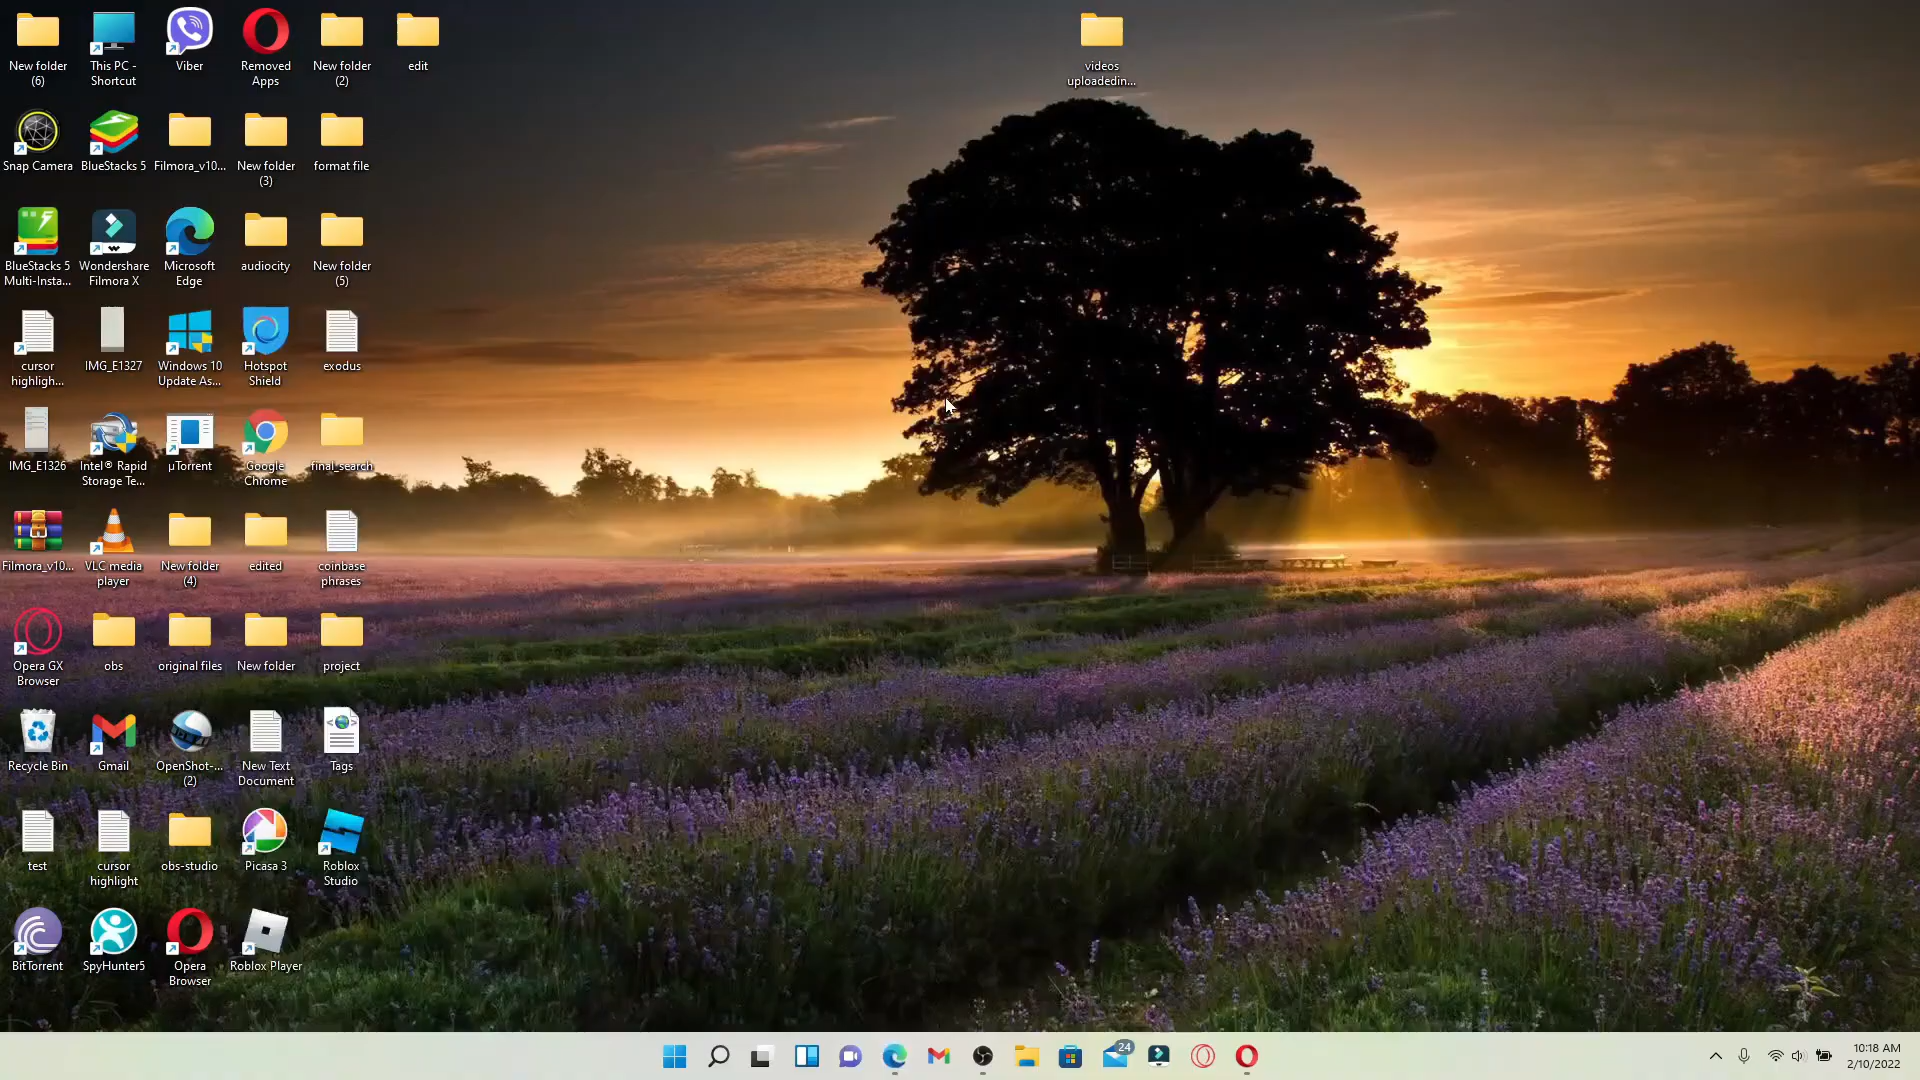 New folder
(6)
This PC -
Shortcut
Viber
Removed
Apps
New folder
(2)
edit
videos
uploadedin...
Snap Camera
BlueStacks 5
Filmora_v10...
New folder
(3)
format file
BlueStacks 5
Multi-Insta...
Wondershare
Filmora X
Microsoft
Edge
audiocity
New folder
(5)
cursor
highligh...
IMG_E1327
Windows 10
Update As...
Hotspot
Shield
exodus
IMG_E1326
Intel® Rapid
Storage Te...
µTorrent
Google
Chrome
final_search
Filmora_v10...
VLC media
player
New folder
(4)
edited
coinbase
phrases
Opera GX
Browser
obs
original files
New folder
project
Recycle Bin
Gmail
OpenShot-...
(2)
New Text
Document
Tags
test
cursor
highlight
obs-studio
Picasa 3
Roblox
Studio
BitTorrent
SpyHunter5
Opera
Browser
Roblox Player
24
10:18 AM
2/10/2022